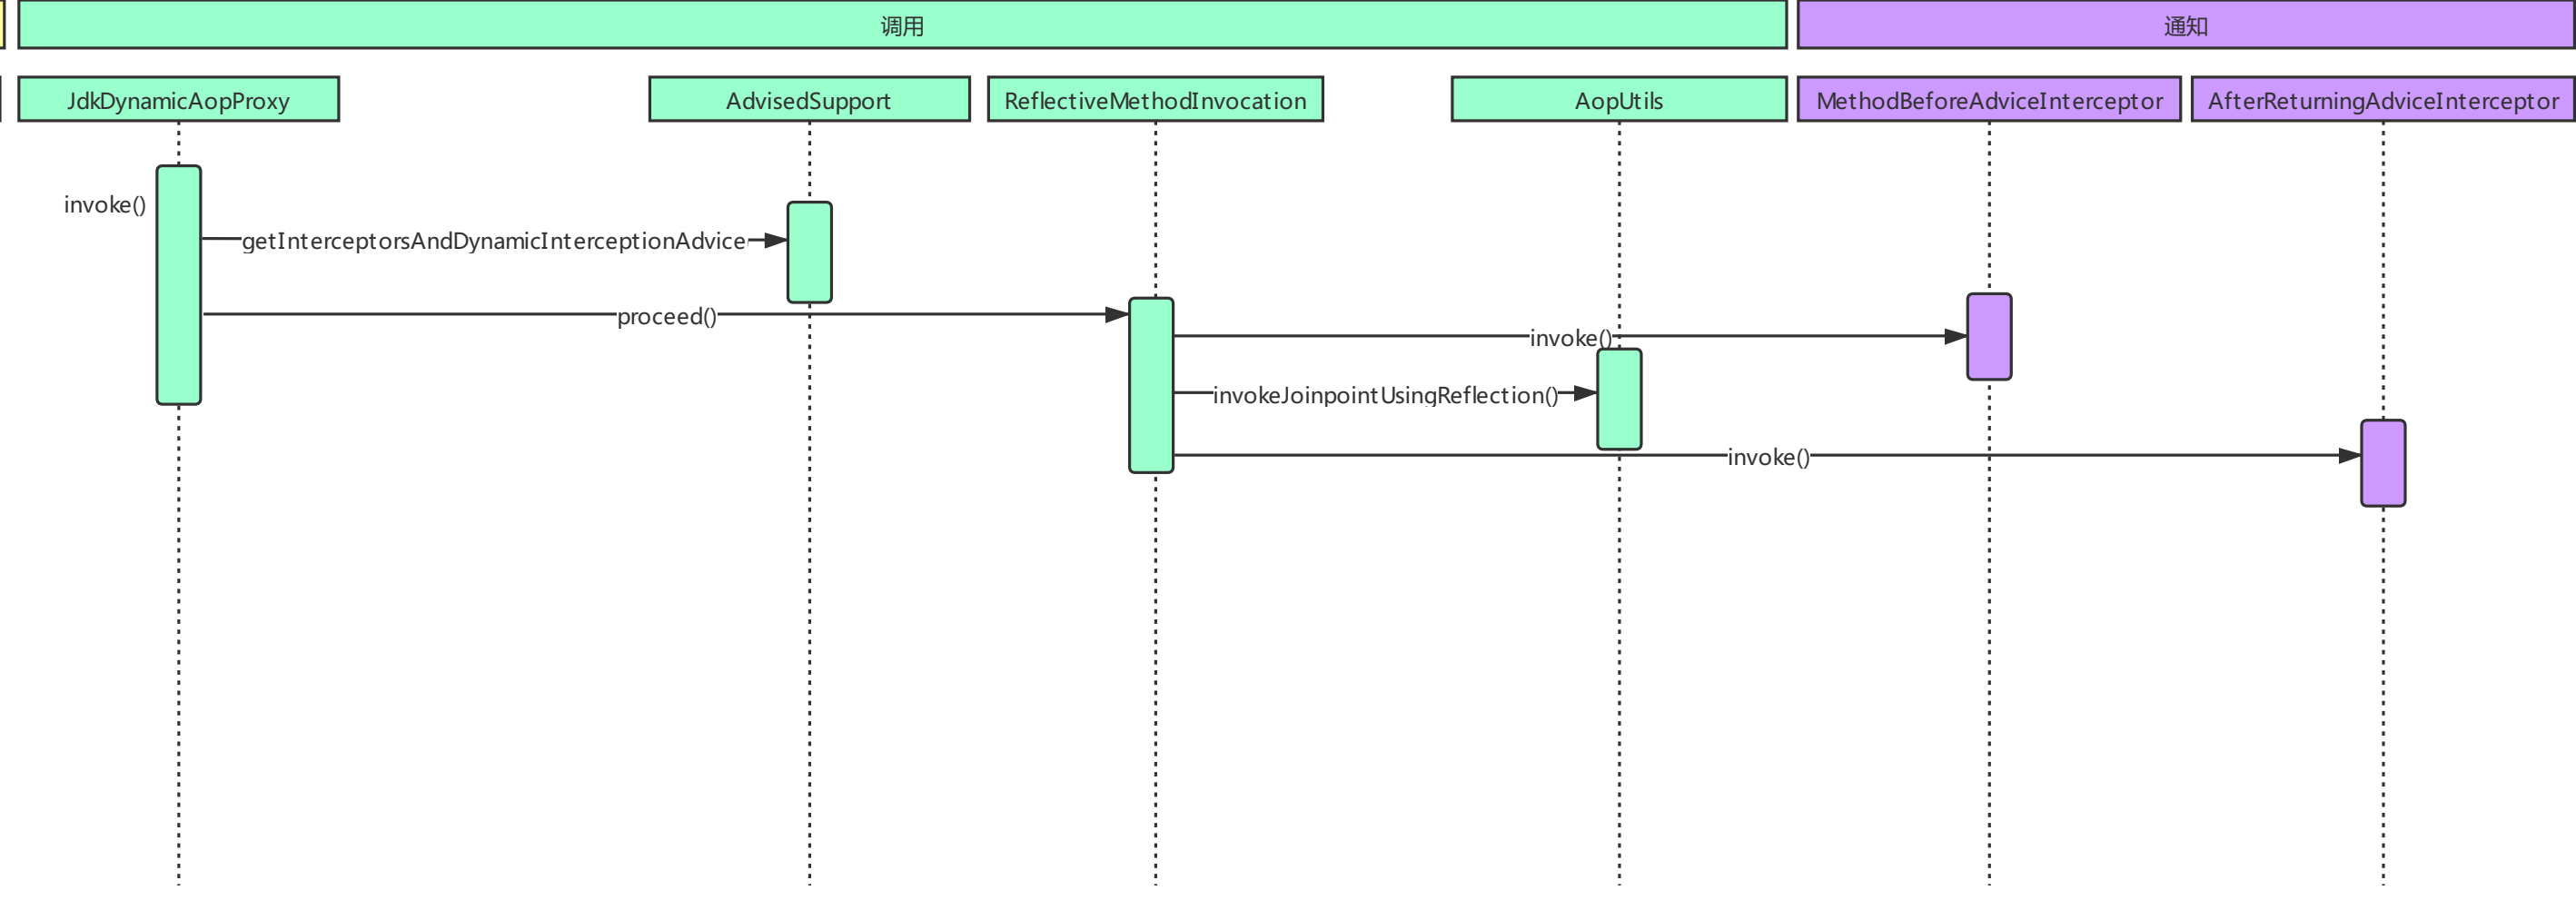 调用
通知
JdkDynamicAopProxy
AdvisedSupport
ReflectiveMethodInvocation
AopUtils
MethodBeforeAdviceInterceptor
AfterReturningAdviceInterceptor
invoke()
getInterceptorsAndDynamicInterceptionAdvice
proceed()
invoke()
invokeJoinpointUsingReflection()
invoke()